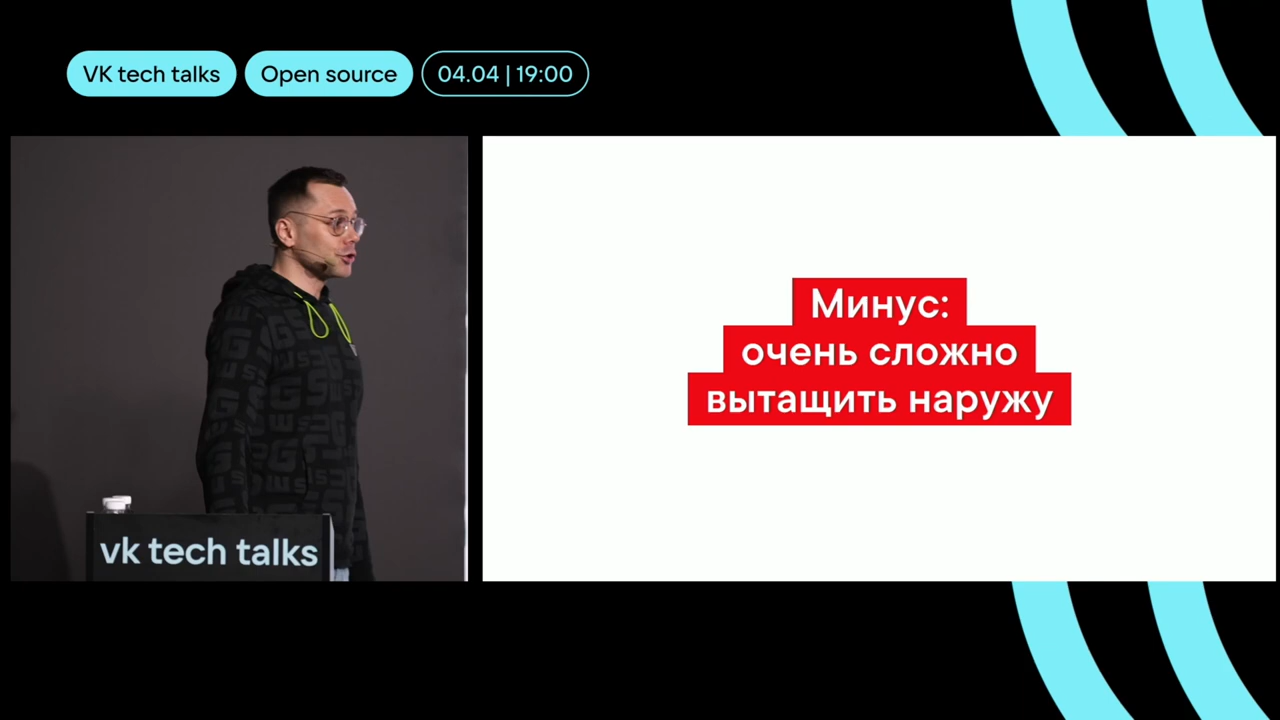 VK tech talks
Open source
04.04 | 19:00
Минус:
очень сложно
вытащить наружу
vk tech talks